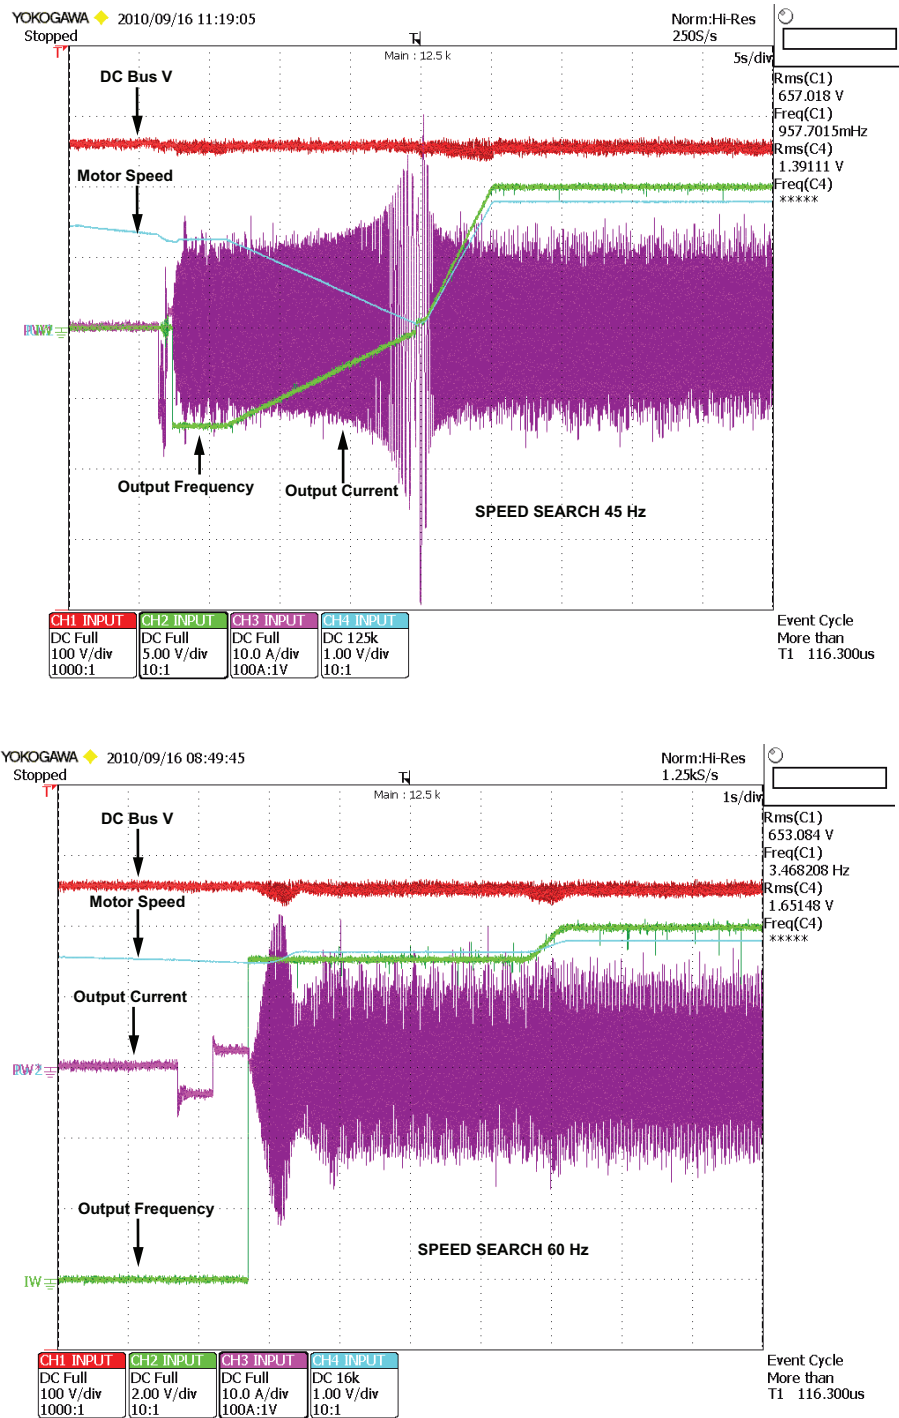 YOKOGAWA 2010/09/16 11:19:05 Norm:Hi-Res
Stopped 250S/s
Main : 12.5 k 5s/div
DC Bus V
Motor Speed
Output Frequency
Output Current
SPEED SEARCH 45 Hz
Rms(C1)
657.018 V
Freq(C1)
957.7015mHz
Rms(C4)
1.39111 V
Freq(C4)
*****
CH1 INPUT CH2 INPUT CH3 INPUT CH4 INPUT
DC Full DC Full DC Full DC 125k
100 V/div 5.00 V/div 10.0 A/div 1.00 V/div
1000:1 10:1 100A:1V 10:1
Event Cycle
More than
T1 116.300us
YOKOGAWA 2010/09/16 08:49:45 Norm:Hi-Res
Stopped 1.25kS/s
Main : 12.5 k 1s/div
DC Bus V
Motor Speed
Output Current
Output Frequency
SPEED SEARCH 60 Hz
Rms(C1)
653.084 V
Freq(C1)
3.468208 Hz
Rms(C4)
1.65148 V
Freq(C4)
*****
CH1 INPUT CH2 INPUT CH3 INPUT CH4 INPUT
DC Full DC Full DC Full DC 16k
100 V/div 2.00 V/div 10.0 A/div 1.00 V/div
1000:1 10:1 100A:1V 10:1
Event Cycle
More than
T1 116.300us